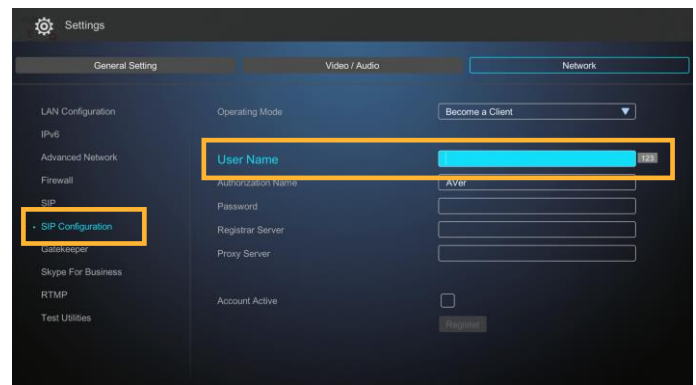 Settings
General Setting
Video / Audio
Network
LAN Configuration
Operating Mode
Become a Client
IPv6
Advanced Network
User Name
123
Firewall
Authorization Name
AVer
SIP
Password
SIP Configuration
Registrar Server
Gatekeeper
Proxy Server
Skype For Business
RTMP
Account Active
Test Utilities
Register